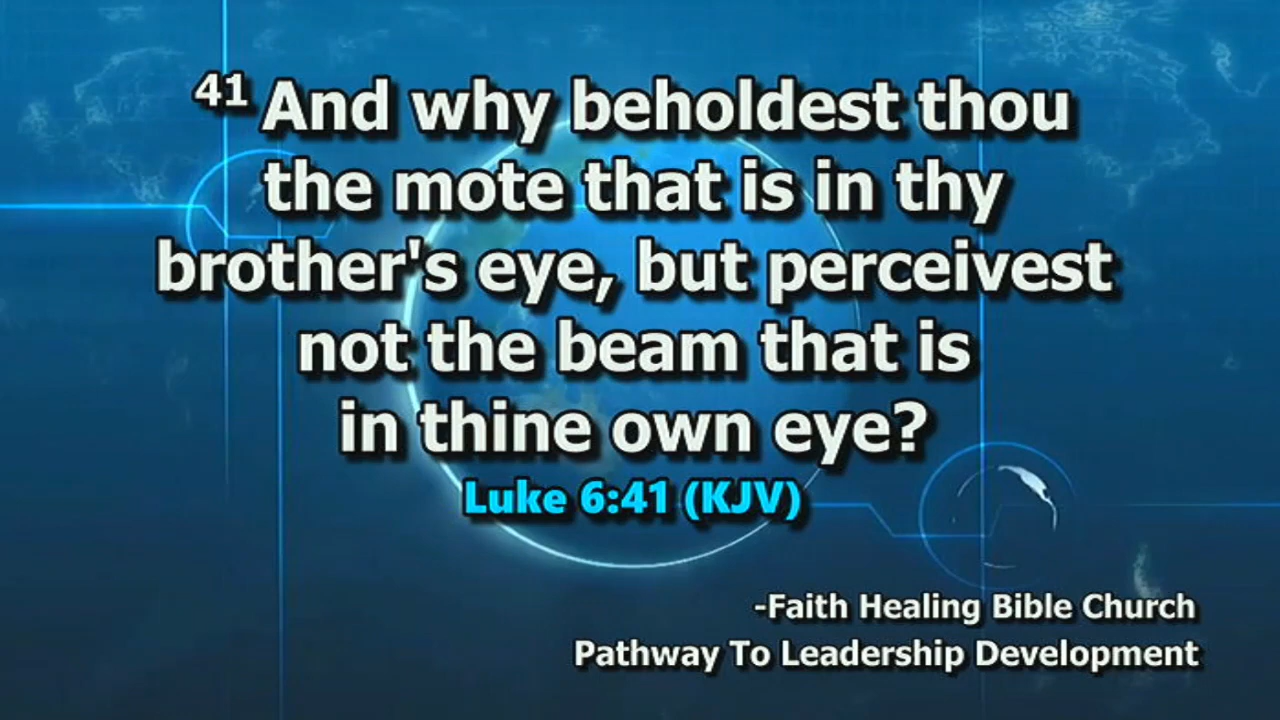 41 And why beholdest thou
the mote that is in thy
brother's eye, but perceivest
not the beam that is
in thine own eye?
Luke 6:41 (KJV)
-Faith Healing Bible Church
Pathway To Leadership Development